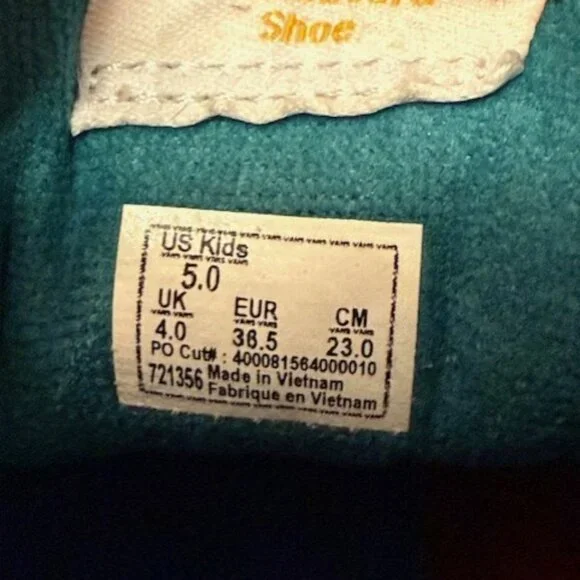 Shoe
US Kids
5.0
UK EUR CM
4.0 36.5 23.0
PO Cut# : 400081564000010
721356 Made in Vietnam
Fabrique en Vietnam